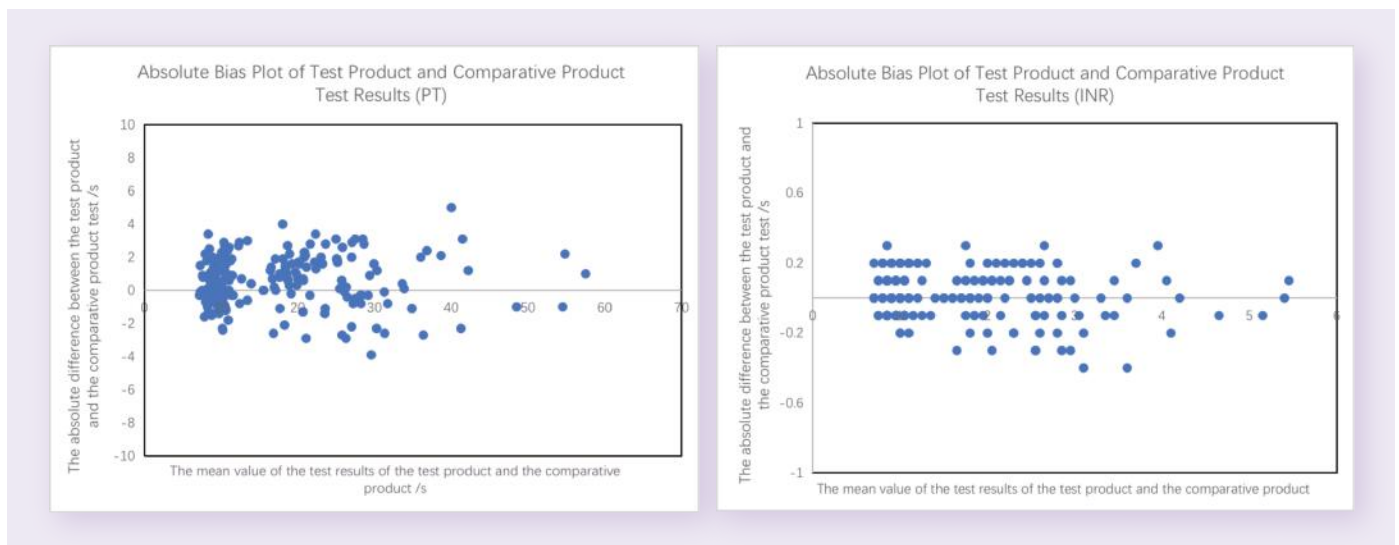 Absolute Bias Plot of Test Product and Comparative Product
Test Results (PT)
The absolute difference between the test product
and the comparative product test /s
10
8
6
4
2
0
-2
-4
-6
-8
-10
0
20
30
40
50
60
70
The mean value of the test results of the test product and the comparative
product /s
Absolute Bias Plot of Test Product and Comparative Product
Test Results (INR)
The absolute difference between the test product and
the comparative product test /s
1
0.6
0.2
-0.2
-0.6
-1
0
2
3
4
5
6
The mean value of the test results of the test product and the comparative product